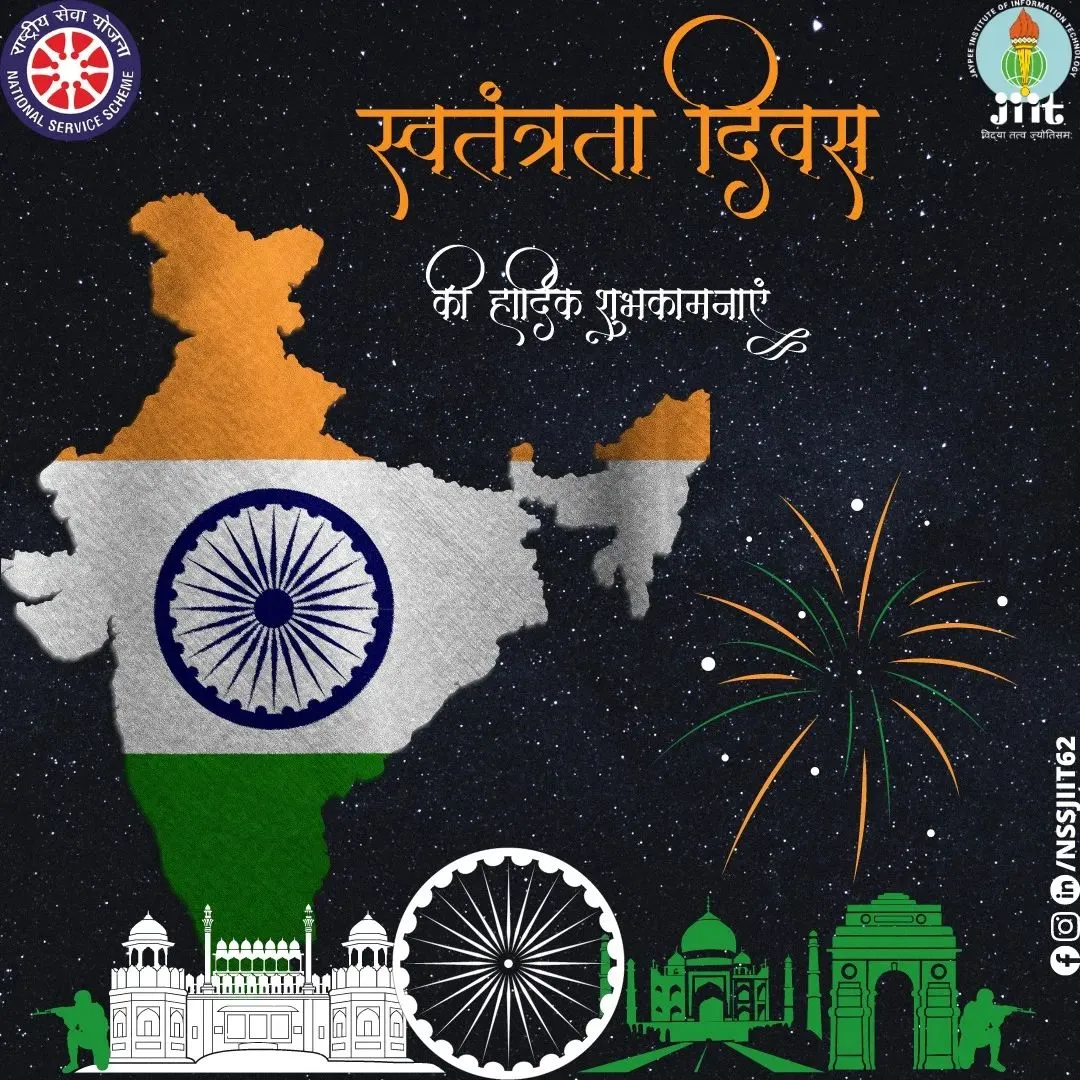 राष्ट्रीय सेवा योजना
NATIONAL SERVICE SCHEME
JAYPEE INSTITUTE OF INFORMATION TECHNOLOGY
jiit
विद्या तत्व ज्योतिसम:
स्वतंत्रता दिवस
की हार्दिक शुभकामनाएं
/NSSJIIT62